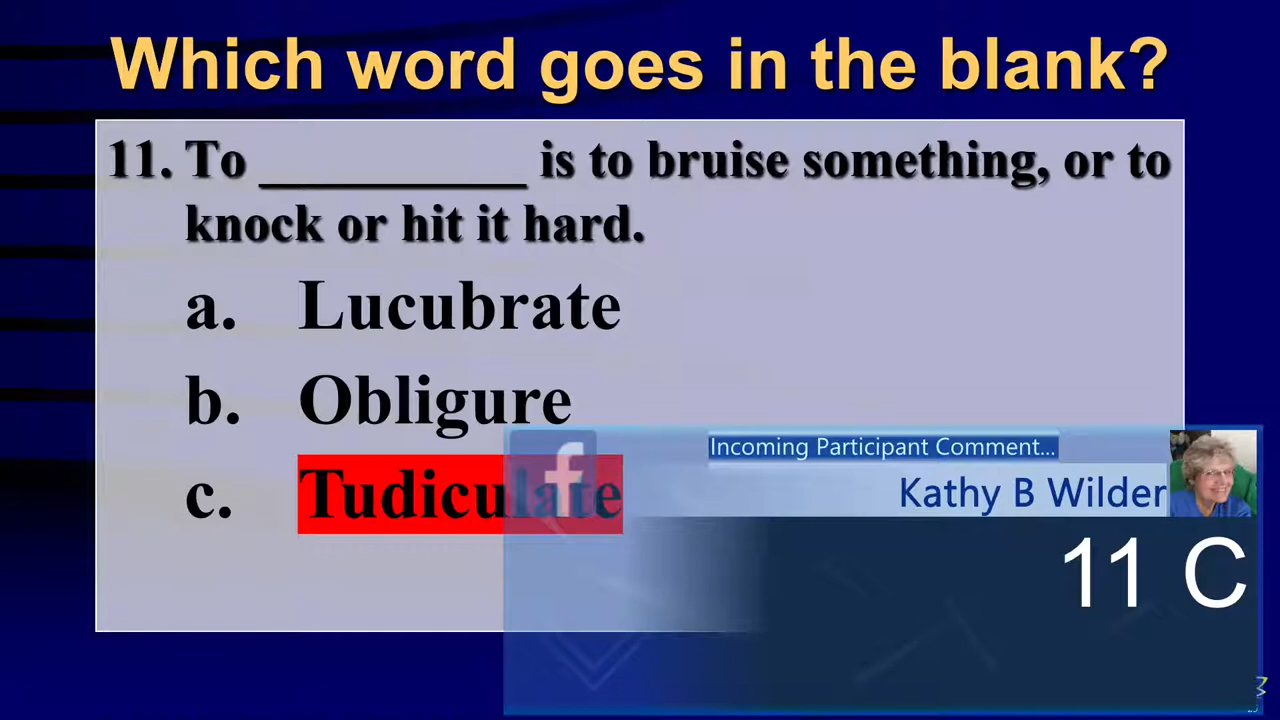 Which word goes in the blank?
11. To __________ is to bruise something, or to
knock or hit it hard.
a. Lucubrate
b. Obligure
c. Tudiculate
Incoming Participant Comment...
Kathy B Wilder
11 C